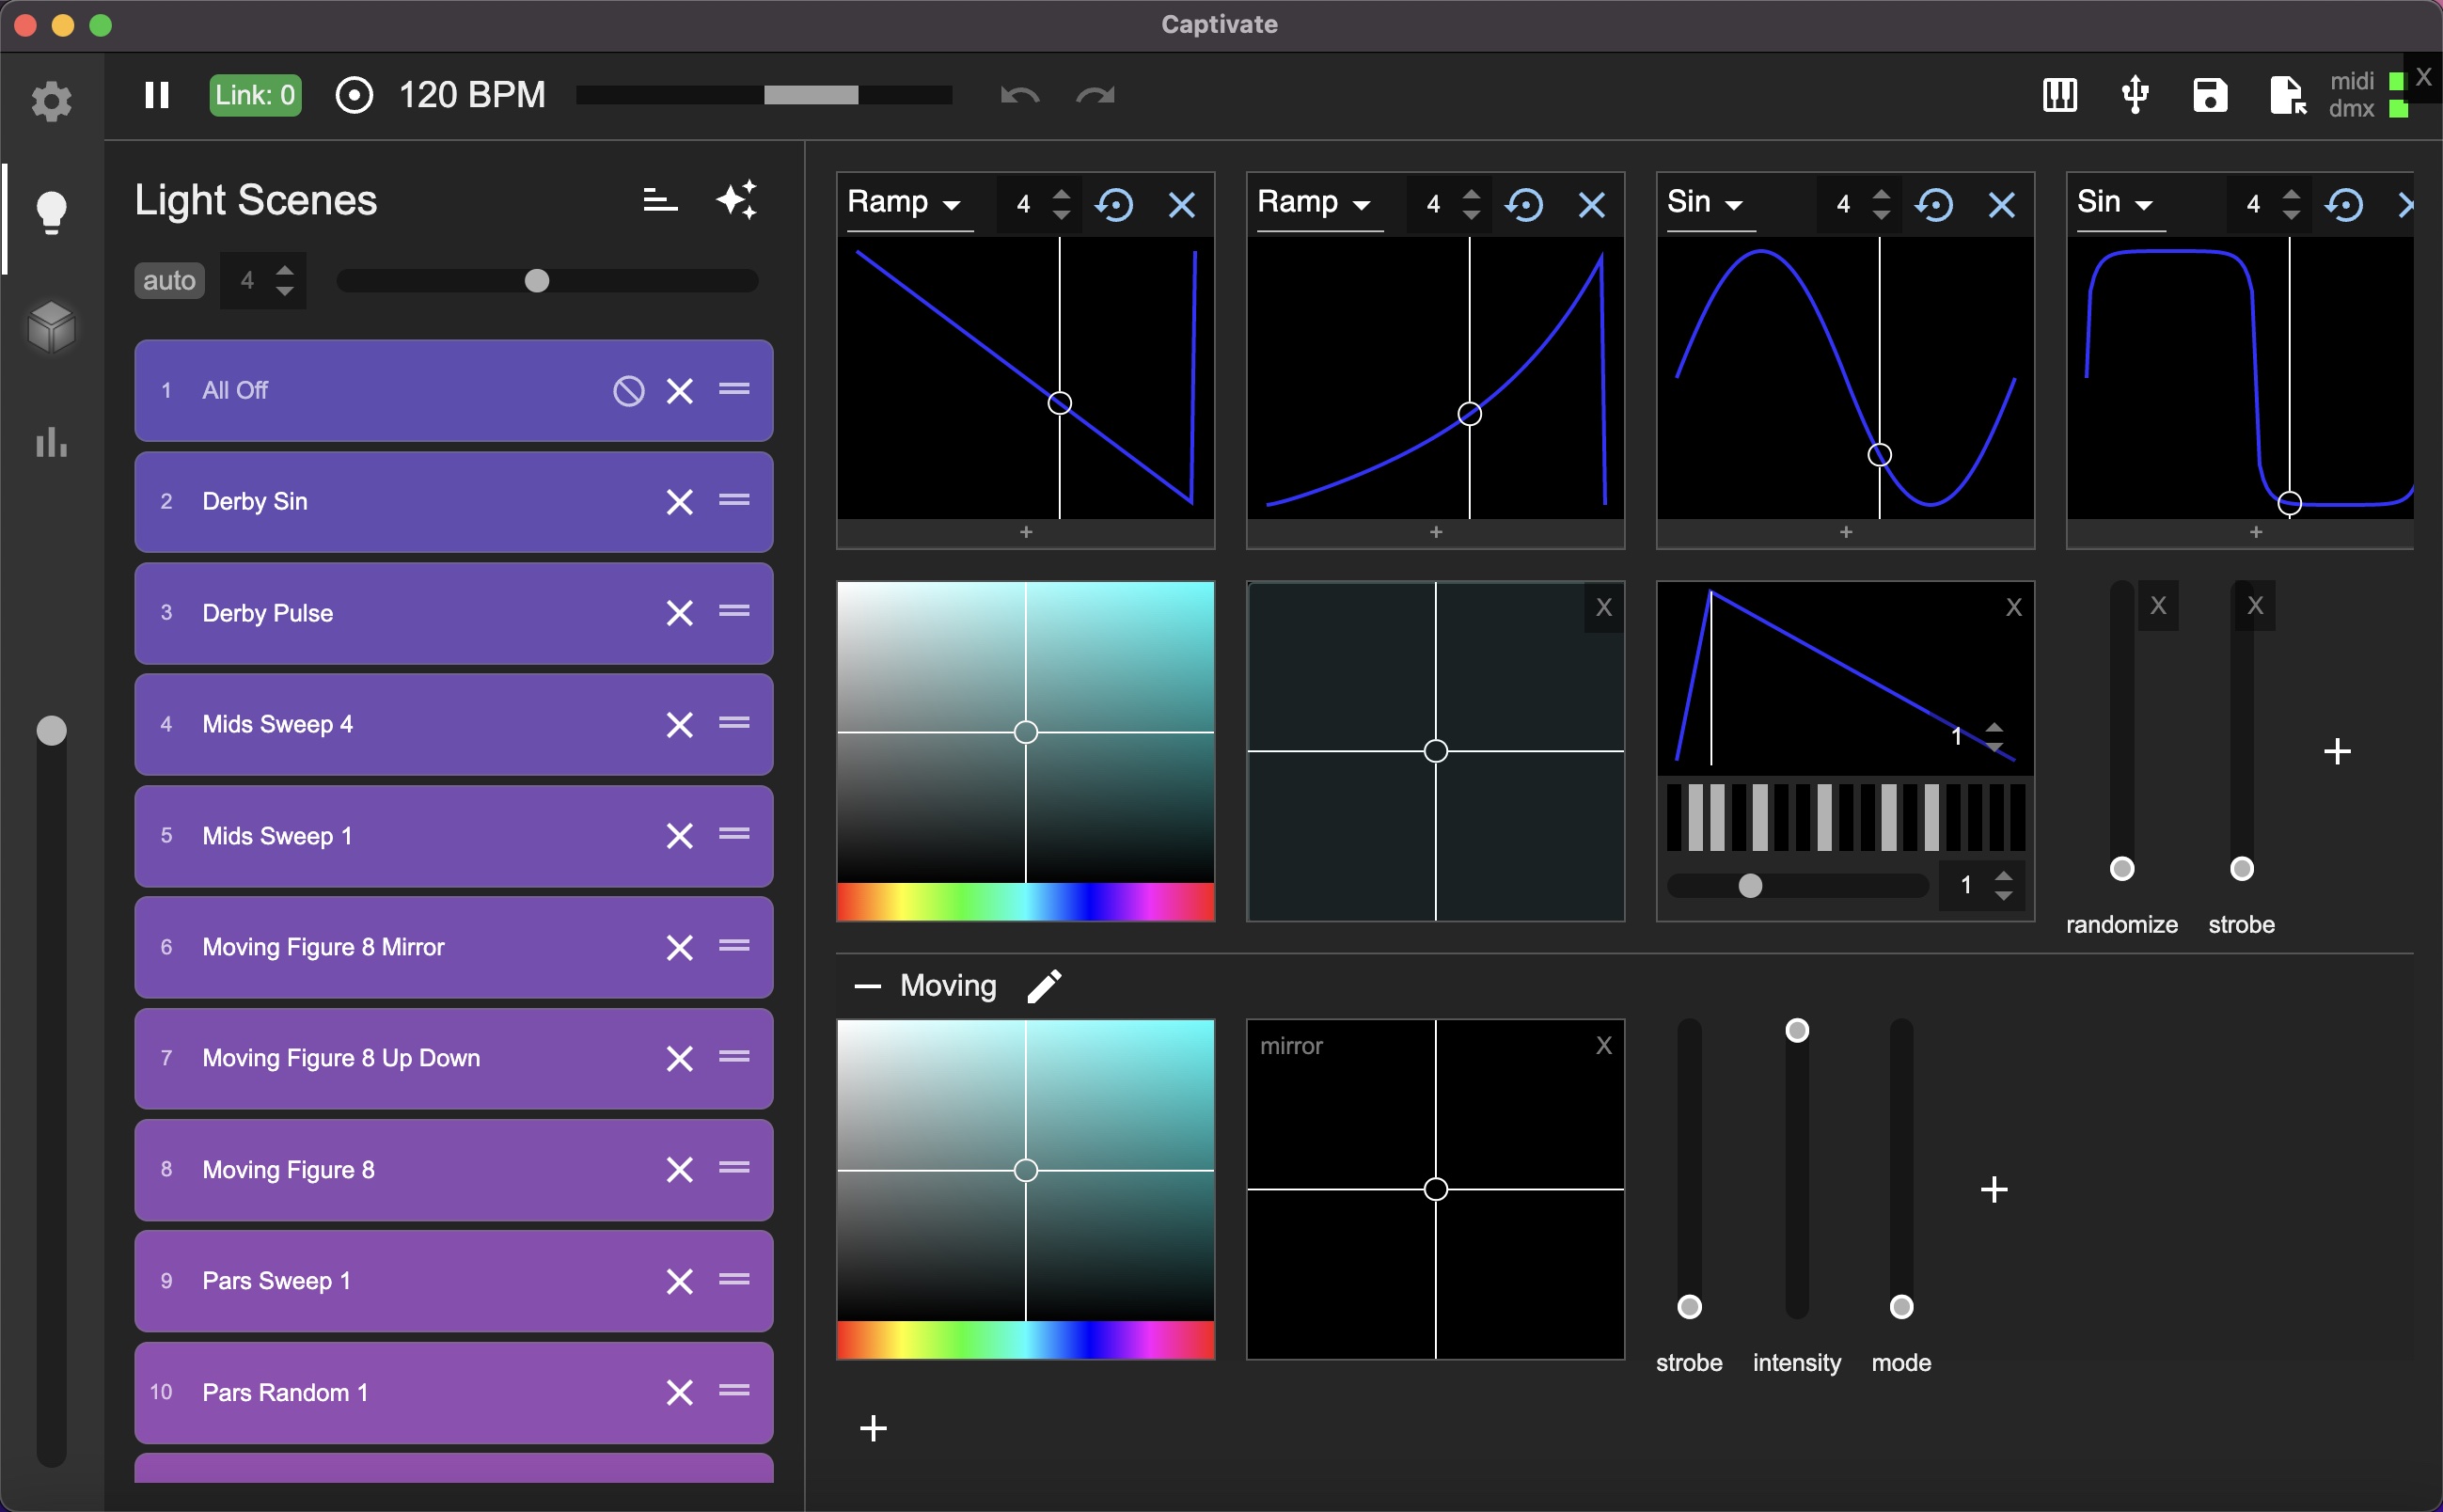 Captivate
Link: 0
120 BPM
midi
dmx
X
Light Scenes
auto
4
1 All Off
2 Derby Sin
3 Derby Pulse
4 Mids Sweep 4
5 Mids Sweep 1
6 Moving Figure 8 Mirror
7 Moving Figure 8 Up Down
8 Moving Figure 8
9 Pars Sweep 1
10 Pars Random 1
Ramp 4
Ramp 4
Sin 4
Sin 4
+
+
+
+
X
X
1
1
X
X
randomize
strobe
+
Moving
mirror
X
strobe
intensity
mode
+
+